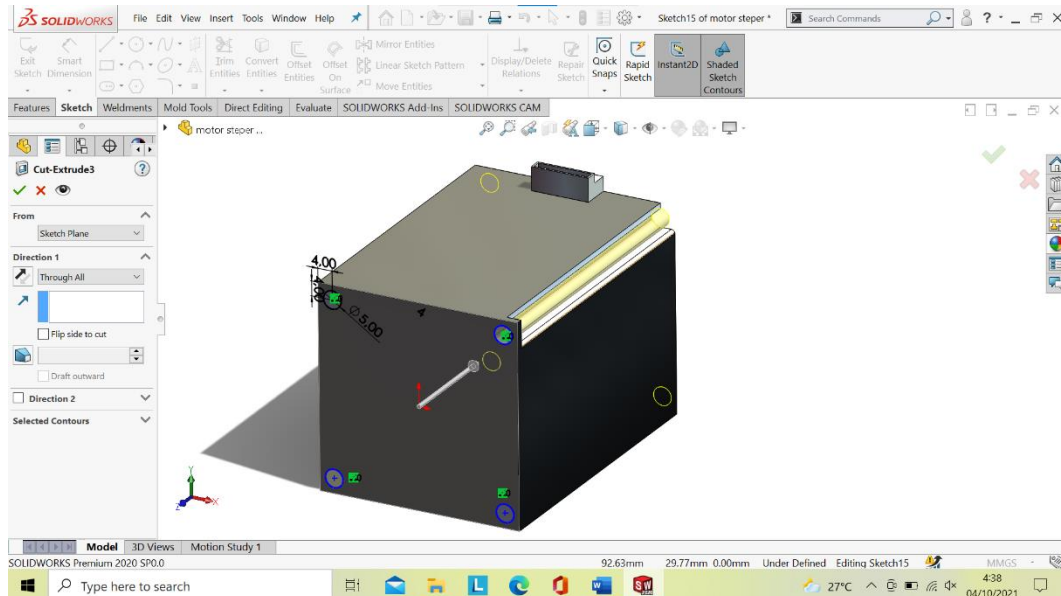 SOLIDWORKS File Edit View Insert Tools Window Help Sketch15 of motor steper * Search Commands ?
Exit Sketch Smart Dimension Trim Entities Convert Entities Offset Entities Offset On Surface Mirror Entities Linear Sketch Pattern Move Entities Display/Delete Relations Repair Sketch Quick Snaps Rapid Sketch Instant2D Shaded Sketch Contours
Features Sketch Weldments Mold Tools Direct Editing Evaluate SOLIDWORKS Add-Ins SOLIDWORKS CAM
motor steper ...
Cut-Extrude3
From
Sketch Plane
Direction 1
Through All
Flip side to cut
Draft outward
Direction 2
Selected Contours
4.00
4.00
Ø5.00
4
Y
X
Z
Model 3D Views Motion Study 1
SOLIDWORKS Premium 2020 SP0.0 92.63mm 29.77mm 0.00mm Under Defined Editing Sketch15 MMGS
Type here to search 27°C 4:38
04/10/2021